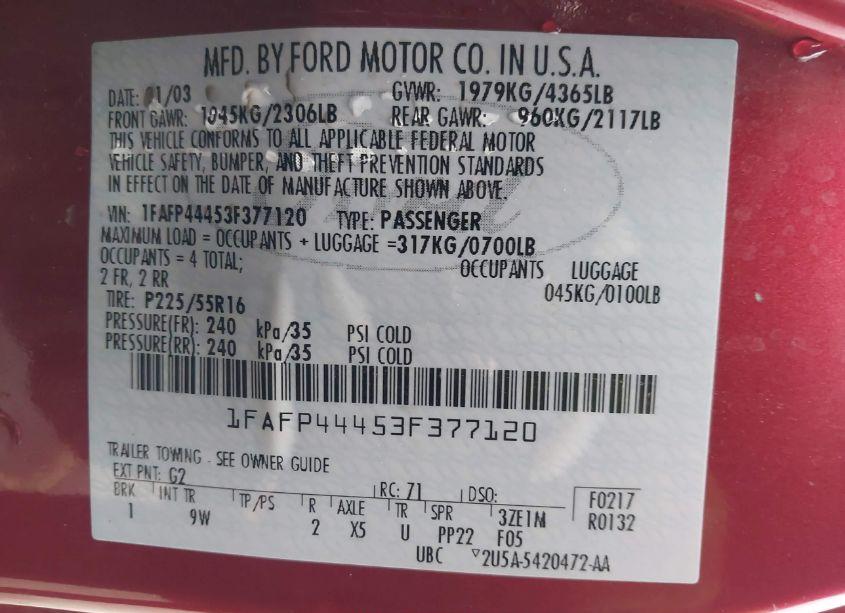 MFD. BY FORD MOTOR CO. IN U.S.A.
DATE: 01/03 GVWR: 1979KG/4365LB
FRONT GAWR: 1045KG/2306LB REAR GAWR: 960KG/2117LB
THIS VEHICLE CONFORMS TO ALL APPLICABLE FEDERAL MOTOR
VEHICLE SAFETY, BUMPER, AND THEFT PREVENTION STANDARDS
IN EFFECT ON THE DATE OF MANUFACTURE SHOWN ABOVE.
VIN: 1FAFP44453F377120 TYPE: PASSENGER
MAXIMUM LOAD = OCCUPANTS + LUGGAGE = 317KG/0700LB
OCCUPANTS = 4 TOTAL; OCCUPANTS LUGGAGE
2 FR, 2 RR 045KG/0100LB
TIRE: P225/55R16
PRESSURE(FR): 240 kPa/35 PSI COLD
PRESSURE(RR): 240 kPa/35 PSI COLD
1FAFP44453F377120
TRAILER TOWING - SEE OWNER GUIDE
EXT PNT: G2 RC: 71 DSO: F0217
BRK INT TR TP/PS R AXLE TR SPR 3ZE1M R0132
1 9W 2 X5 U PP22 F05
UBC ▽2U5A-5420472-AA